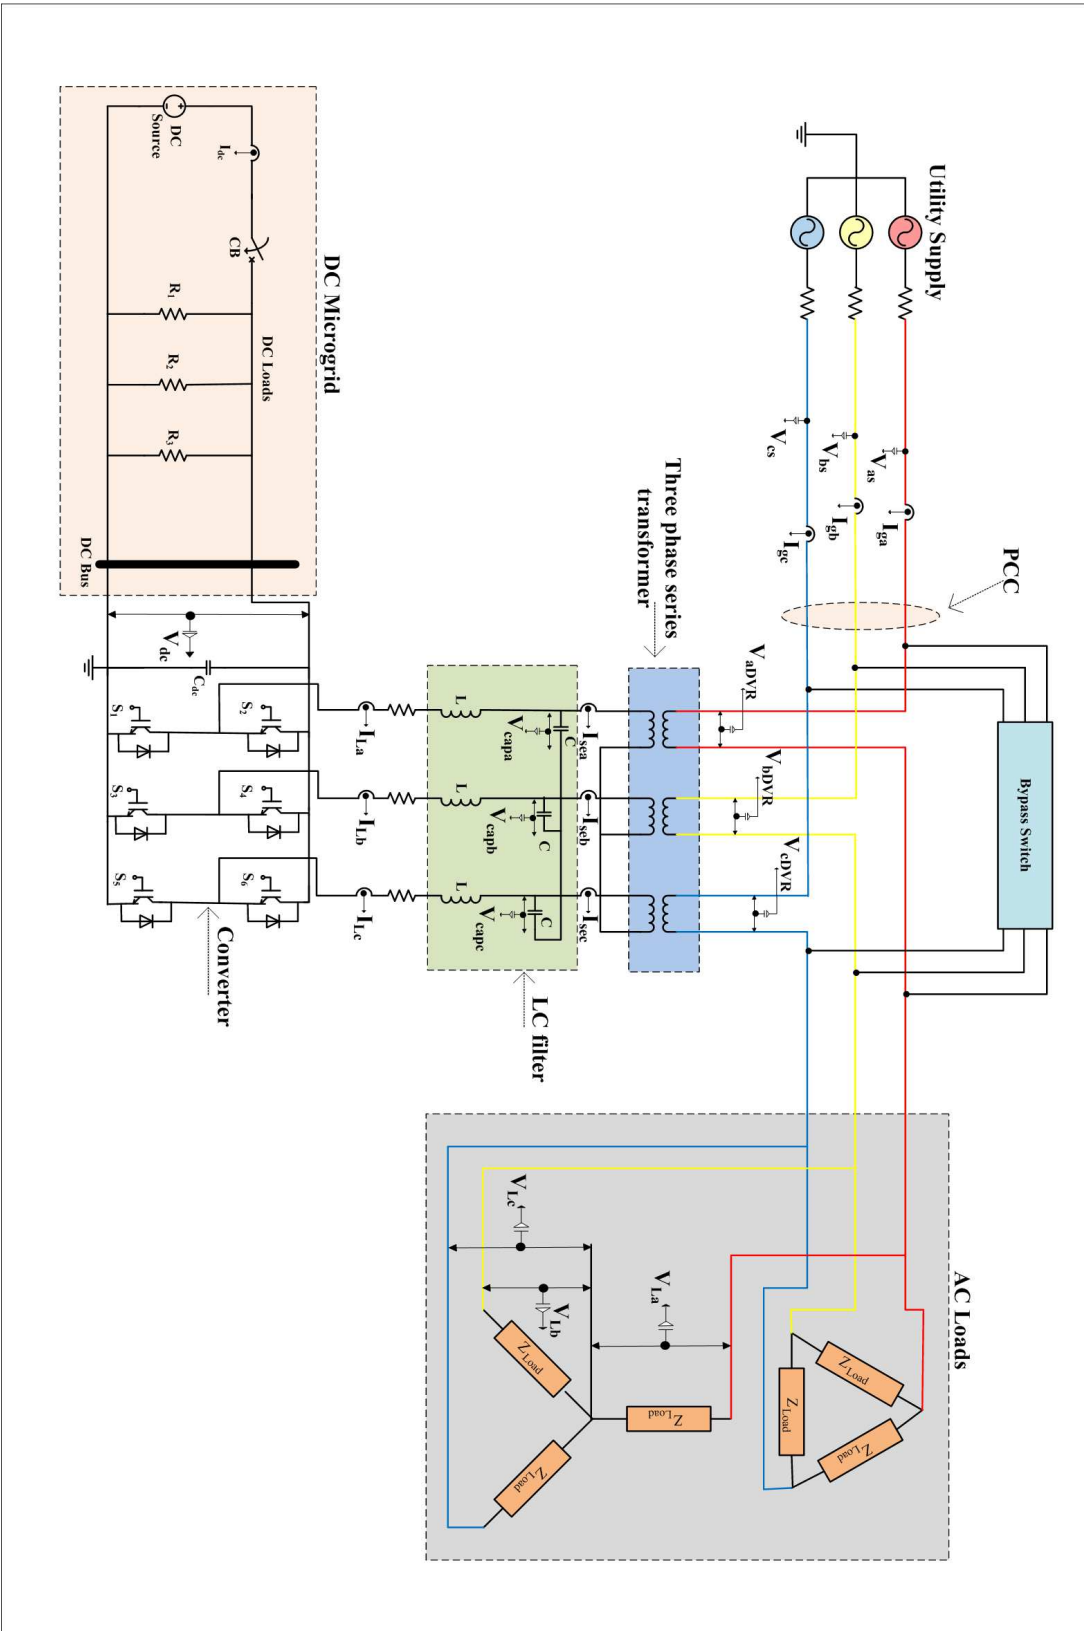 Utility Supply
V_as
V_bs
V_cs
I_ga
I_gb
I_gc
PCC
Bypass Switch
V_aDVR
V_bDVR
V_cDVR
Three phase series
transformer
AC Loads
Z_Load
Z_Load
Z_Load
V_La
Z_Load
V_Lb
V_Lc
Z_Load
Z_Load
I_sea
I_seb
I_sec
C
C
C
V_capa
V_capb
V_capc
L
L
L
LC filter
I_La
I_Lb
I_Lc
DC Microgrid
DC
Source
+
-
I_dc
CB
DC Loads
R_1
R_2
R_3
DC Bus
V_dc
C_dc
S_2
S_4
S_6
S_1
S_3
S_5
Converter